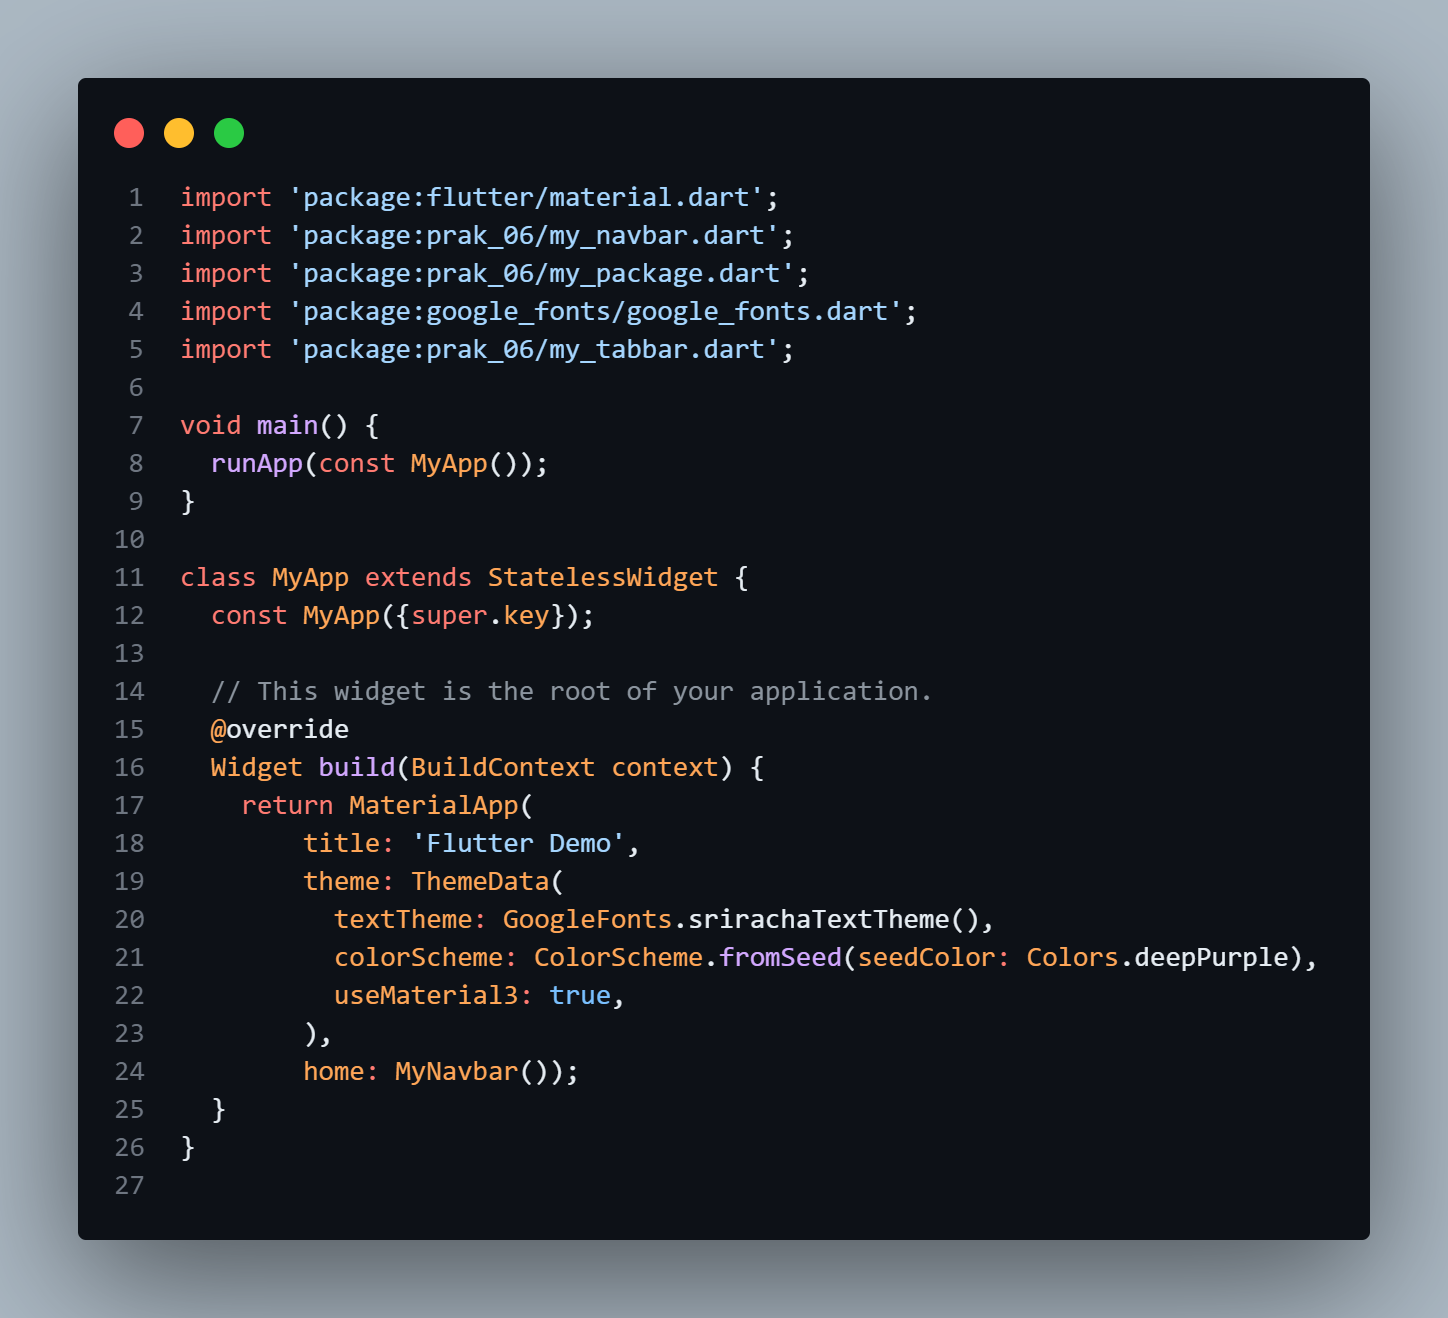 1 import 'package:flutter/material.dart';
2 import 'package:prak_06/my_navbar.dart';
3 import 'package:prak_06/my_package.dart';
4 import 'package:google_fonts/google_fonts.dart';
5 import 'package:prak_06/my_tabbar.dart';
6
7 void main() {
8   runApp(const MyApp());
9 }
10
11 class MyApp extends StatelessWidget {
12   const MyApp({super.key});
13
14   // This widget is the root of your application.
15   @override
16   Widget build(BuildContext context) {
17     return MaterialApp(
18         title: 'Flutter Demo',
19         theme: ThemeData(
20           textTheme: GoogleFonts.srirachaTextTheme(),
21           colorScheme: ColorScheme.fromSeed(seedColor: Colors.deepPurple),
22           useMaterial3: true,
23         ),
24         home: MyNavbar());
25   }
26 }
27